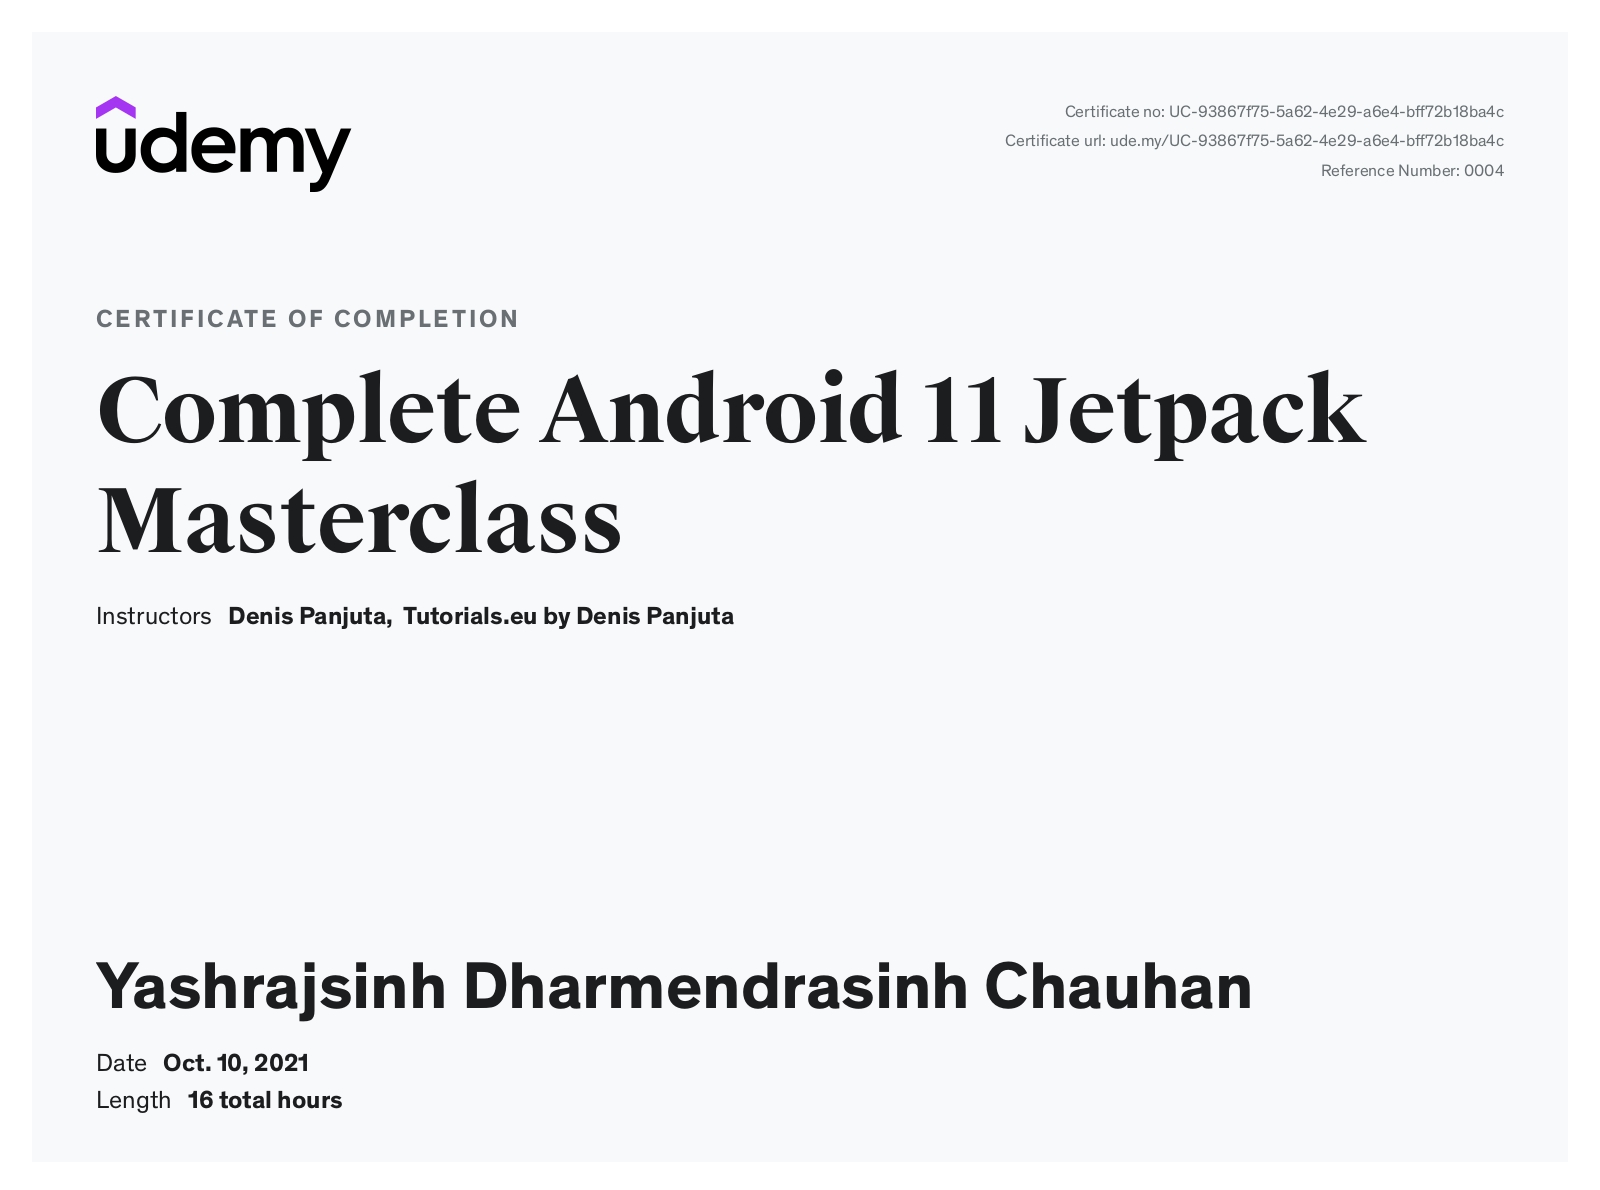 udemy
Certificate no: UC-93867f75-5a62-4e29-a6e4-bff72b18ba4c
Certificate url: ude.my/UC-93867f75-5a62-4e29-a6e4-bff72b18ba4c
Reference Number: 0004
CERTIFICATE OF COMPLETION
Complete Android 11 Jetpack
Masterclass
Instructors Denis Panjuta, Tutorials.eu by Denis Panjuta
Yashrajsinh Dharmendrasinh Chauhan
Date Oct. 10, 2021
Length 16 total hours